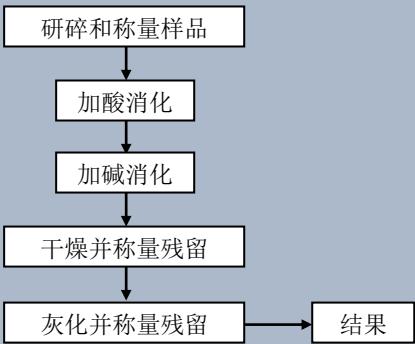 研碎和称量样品
加酸消化
加碱消化
干燥并称量残留
灰化并称量残留
结果